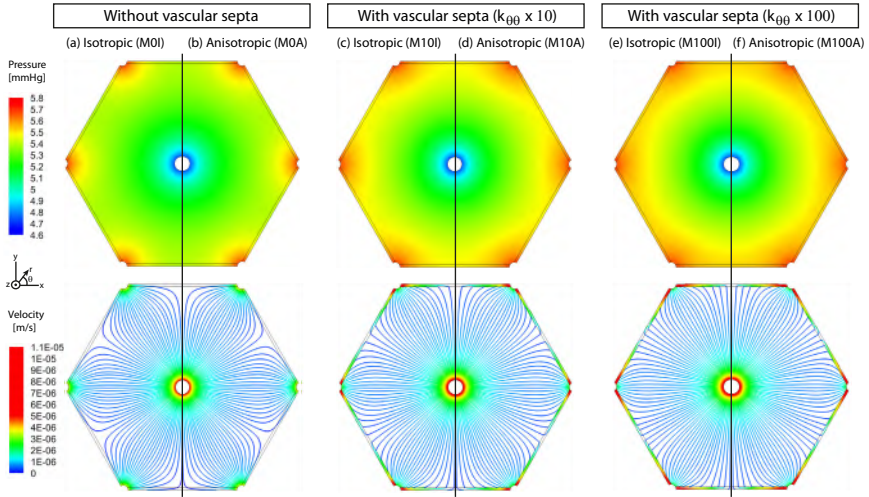 Without vascular septa
With vascular septa (kθθ x 10)
With vascular septa (kθθ x 100)
(a) Isotropic (M0I)
(b) Anisotropic (M0A)
(c) Isotropic (M10I)
(d) Anisotropic (M10A)
(e) Isotropic (M100I)
(f) Anisotropic (M100A)
Pressure
[mmHg]
5.8
5.7
5.6
5.5
5.4
5.3
5.2
5.1
5
4.9
4.8
4.7
4.6
y
r
θ
z
x
Velocity
[m/s]
1.1E-05
1E-05
9E-06
8E-06
7E-06
6E-06
5E-06
4E-06
3E-06
2E-06
1E-06
0